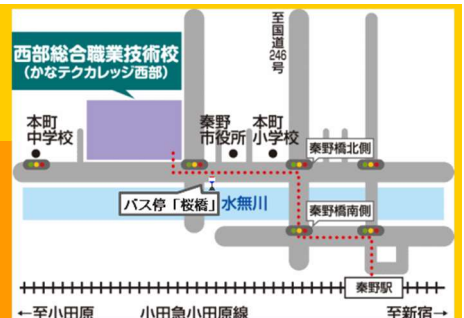 至国道246号
西部総合職業技術校
(かなテクカレッジ西部)
本町
中学校
秦野
市役所
本町
小学校
秦野橋北側
バス停「桜橋」
水無川
秦野橋南側
秦野駅
←至小田原
小田急小田原線
至新宿→